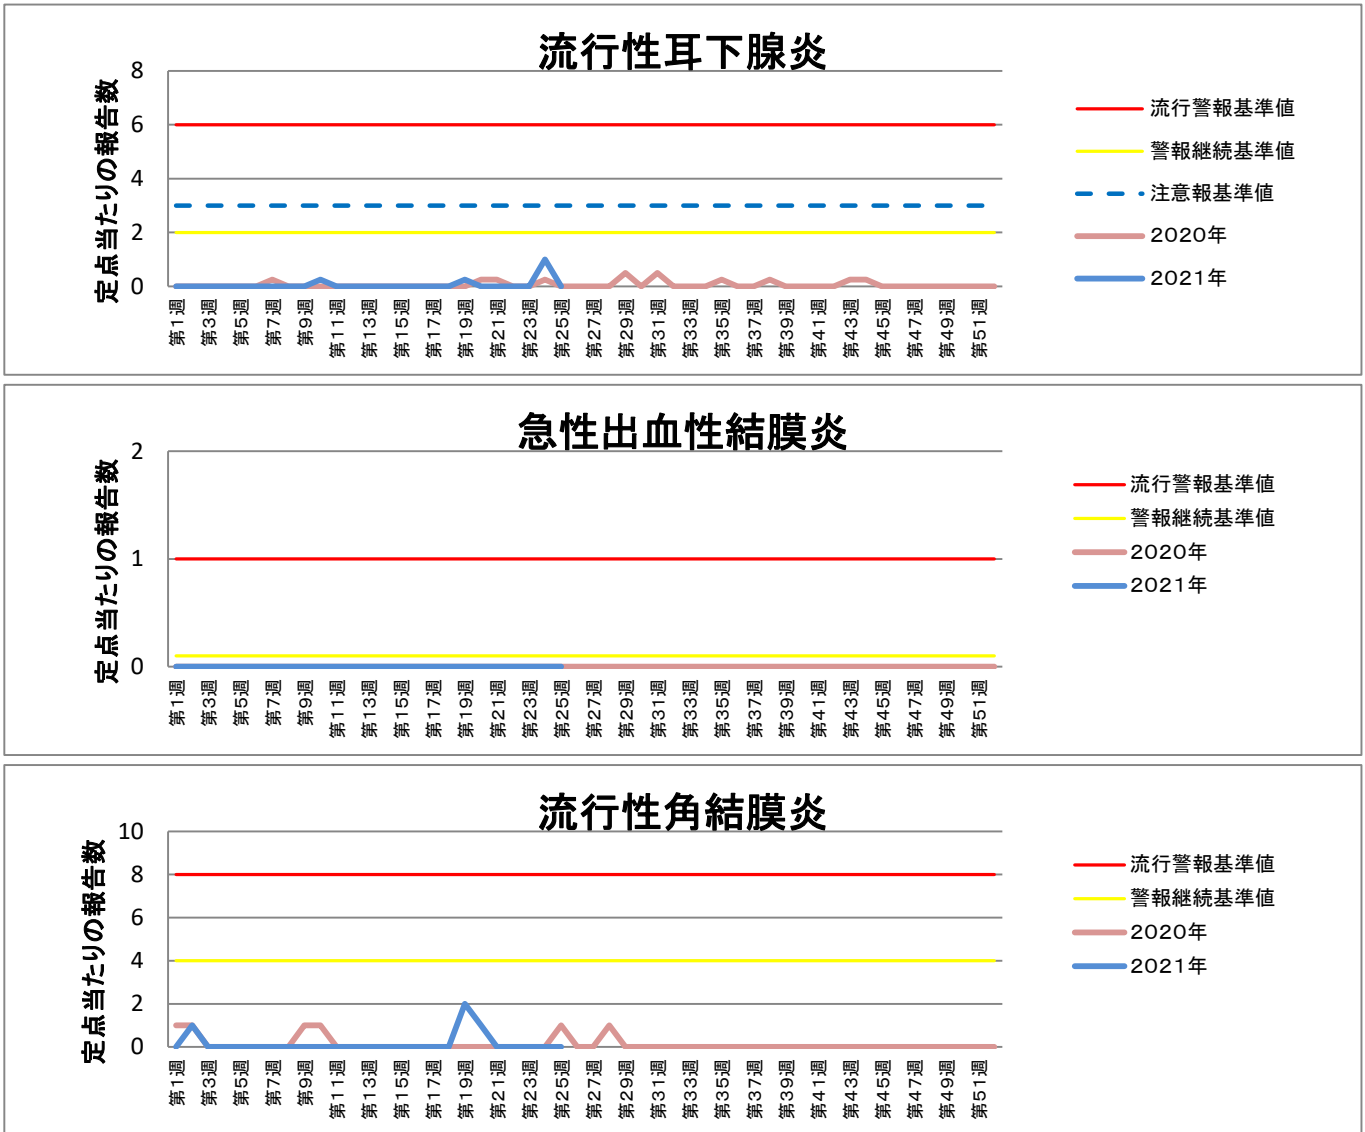 流行性耳下腺炎
定点当たりの報告数
8
6
4
2
0
第1週 第3週 第5週 第7週 第9週 第11週 第13週 第15週 第17週 第19週 第21週 第23週 第25週 第27週 第29週 第31週 第33週 第35週 第37週 第39週 第41週 第43週 第45週 第47週 第49週 第51週
流行警報基準値
警報継続基準値
注意報基準値
2020年
2021年
急性出血性結膜炎
定点当たりの報告数
2
1
0
第1週 第3週 第5週 第7週 第9週 第11週 第13週 第15週 第17週 第19週 第21週 第23週 第25週 第27週 第29週 第31週 第33週 第35週 第37週 第39週 第41週 第43週 第45週 第47週 第49週 第51週
流行警報基準値
警報継続基準値
2020年
2021年
流行性角結膜炎
定点当たりの報告数
10
8
6
4
2
0
第1週 第3週 第5週 第7週 第9週 第11週 第13週 第15週 第17週 第19週 第21週 第23週 第25週 第27週 第29週 第31週 第33週 第35週 第37週 第39週 第41週 第43週 第45週 第47週 第49週 第51週
流行警報基準値
警報継続基準値
2020年
2021年